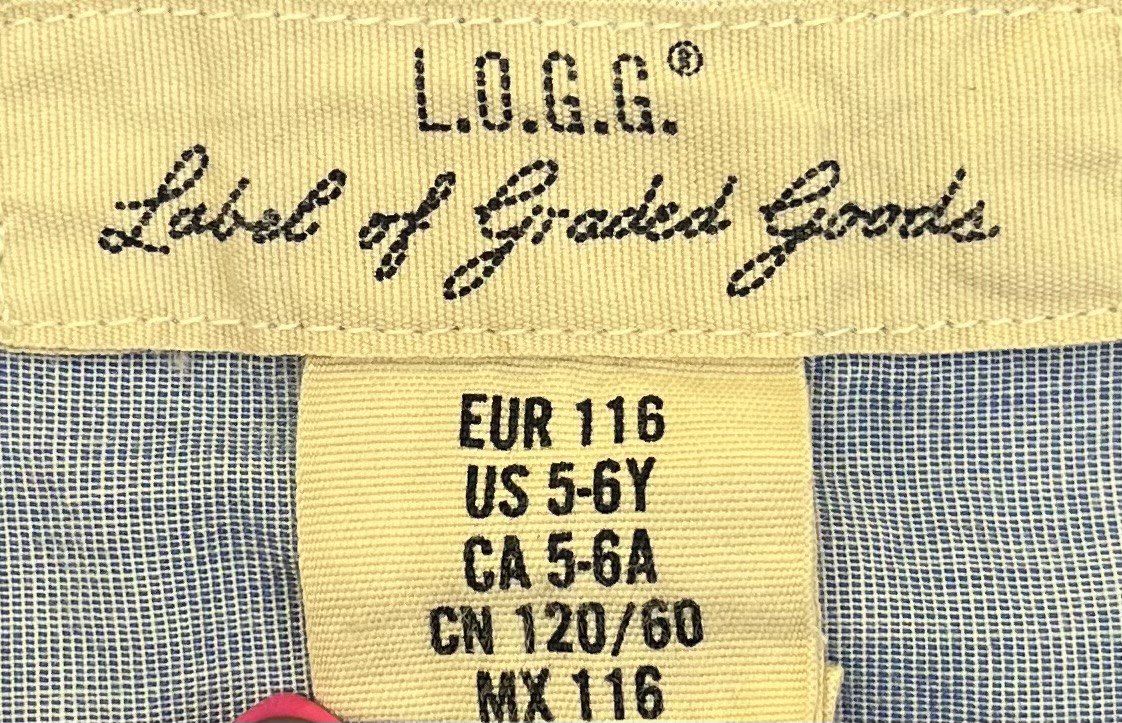 L.O.G.G.®
Label of Graded Goods
EUR 116
US 5-6Y
CA 5-6A
CN 120/60
MX 116